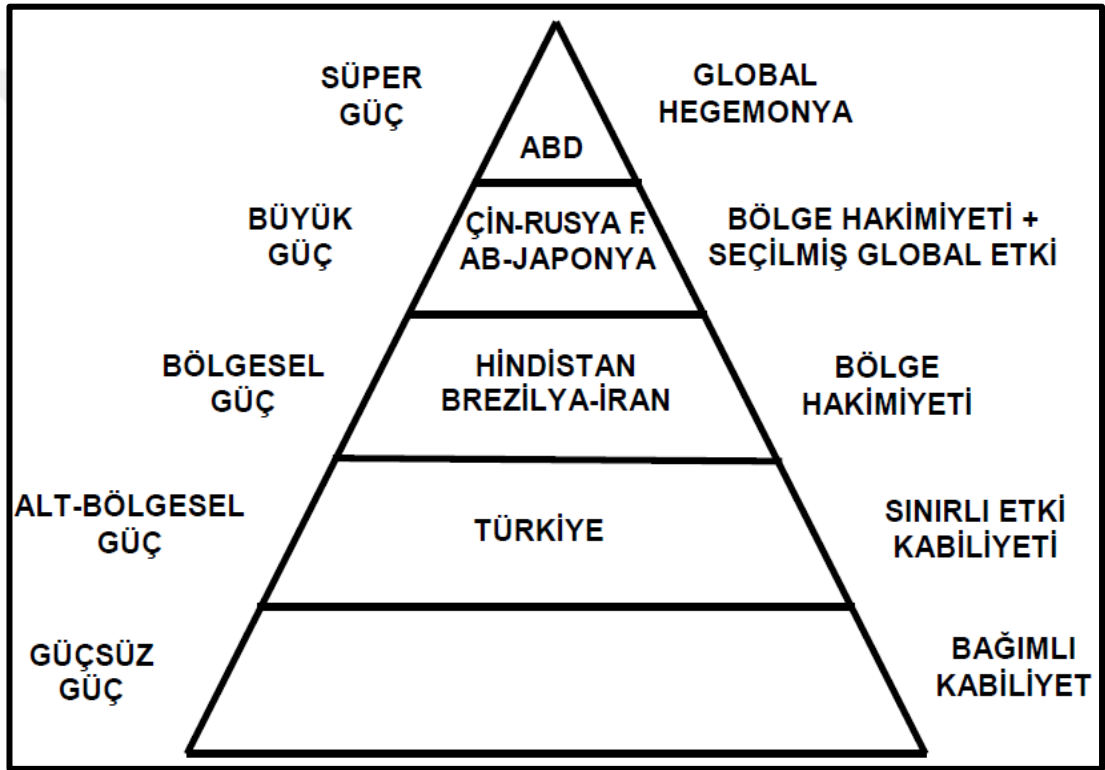 SÜPER
GÜÇ
ABD
GLOBAL
HEGEMONYA
BÜYÜK
GÜÇ
ÇİN-RUSYA F.
AB-JAPONYA
BÖLGE HAKİMİYETİ +
SEÇİLMİŞ GLOBAL ETKİ
BÖLGESEL
GÜÇ
HİNDİSTAN
BREZİLYA-İRAN
BÖLGE
HAKİMİYETİ
ALT-BÖLGESEL
GÜÇ
TÜRKİYE
SINIRLI ETKİ
KABİLİYETİ
GÜÇSÜZ
GÜÇ
BAĞIMLI
KABİLİYET